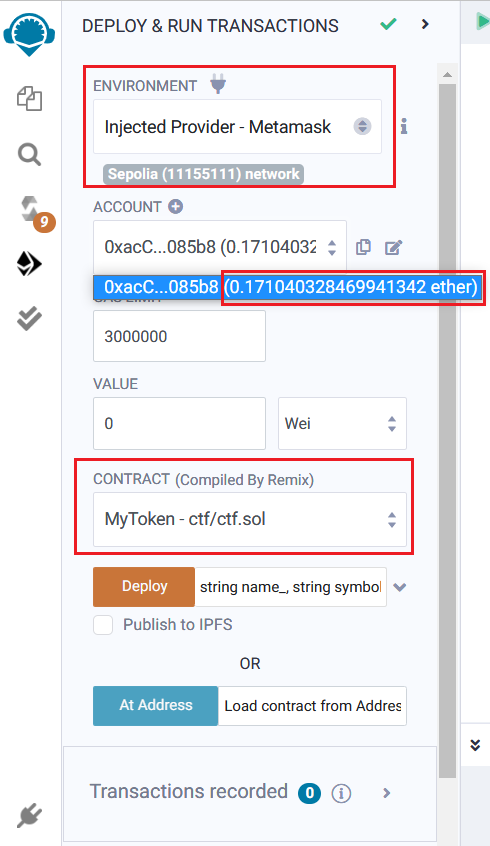 DEPLOY & RUN TRANSACTIONS
ENVIRONMENT
Injected Provider - Metamask
Sepolia (11155111) network
ACCOUNT
0xacC...085b8 (0.17104032
0xacC...085b8 (0.171040328469941342 ether)
GAS LIMIT
3000000
VALUE
0
Wei
CONTRACT (Compiled By Remix)
MyToken - ctf/ctf.sol
Deploy
string name_, string symbol
Publish to IPFS
OR
At Address
Load contract from Addres
Transactions recorded 0
9